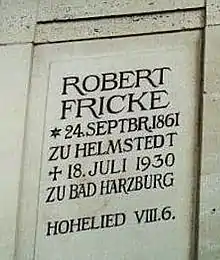 ROBERT
FRICKE
* 24. SEPTBR. 1861
ZU HELMSTEDT
✝ 18. JULI 1930
ZU BAD HARZBURG
HOHELIED VIII. 6.